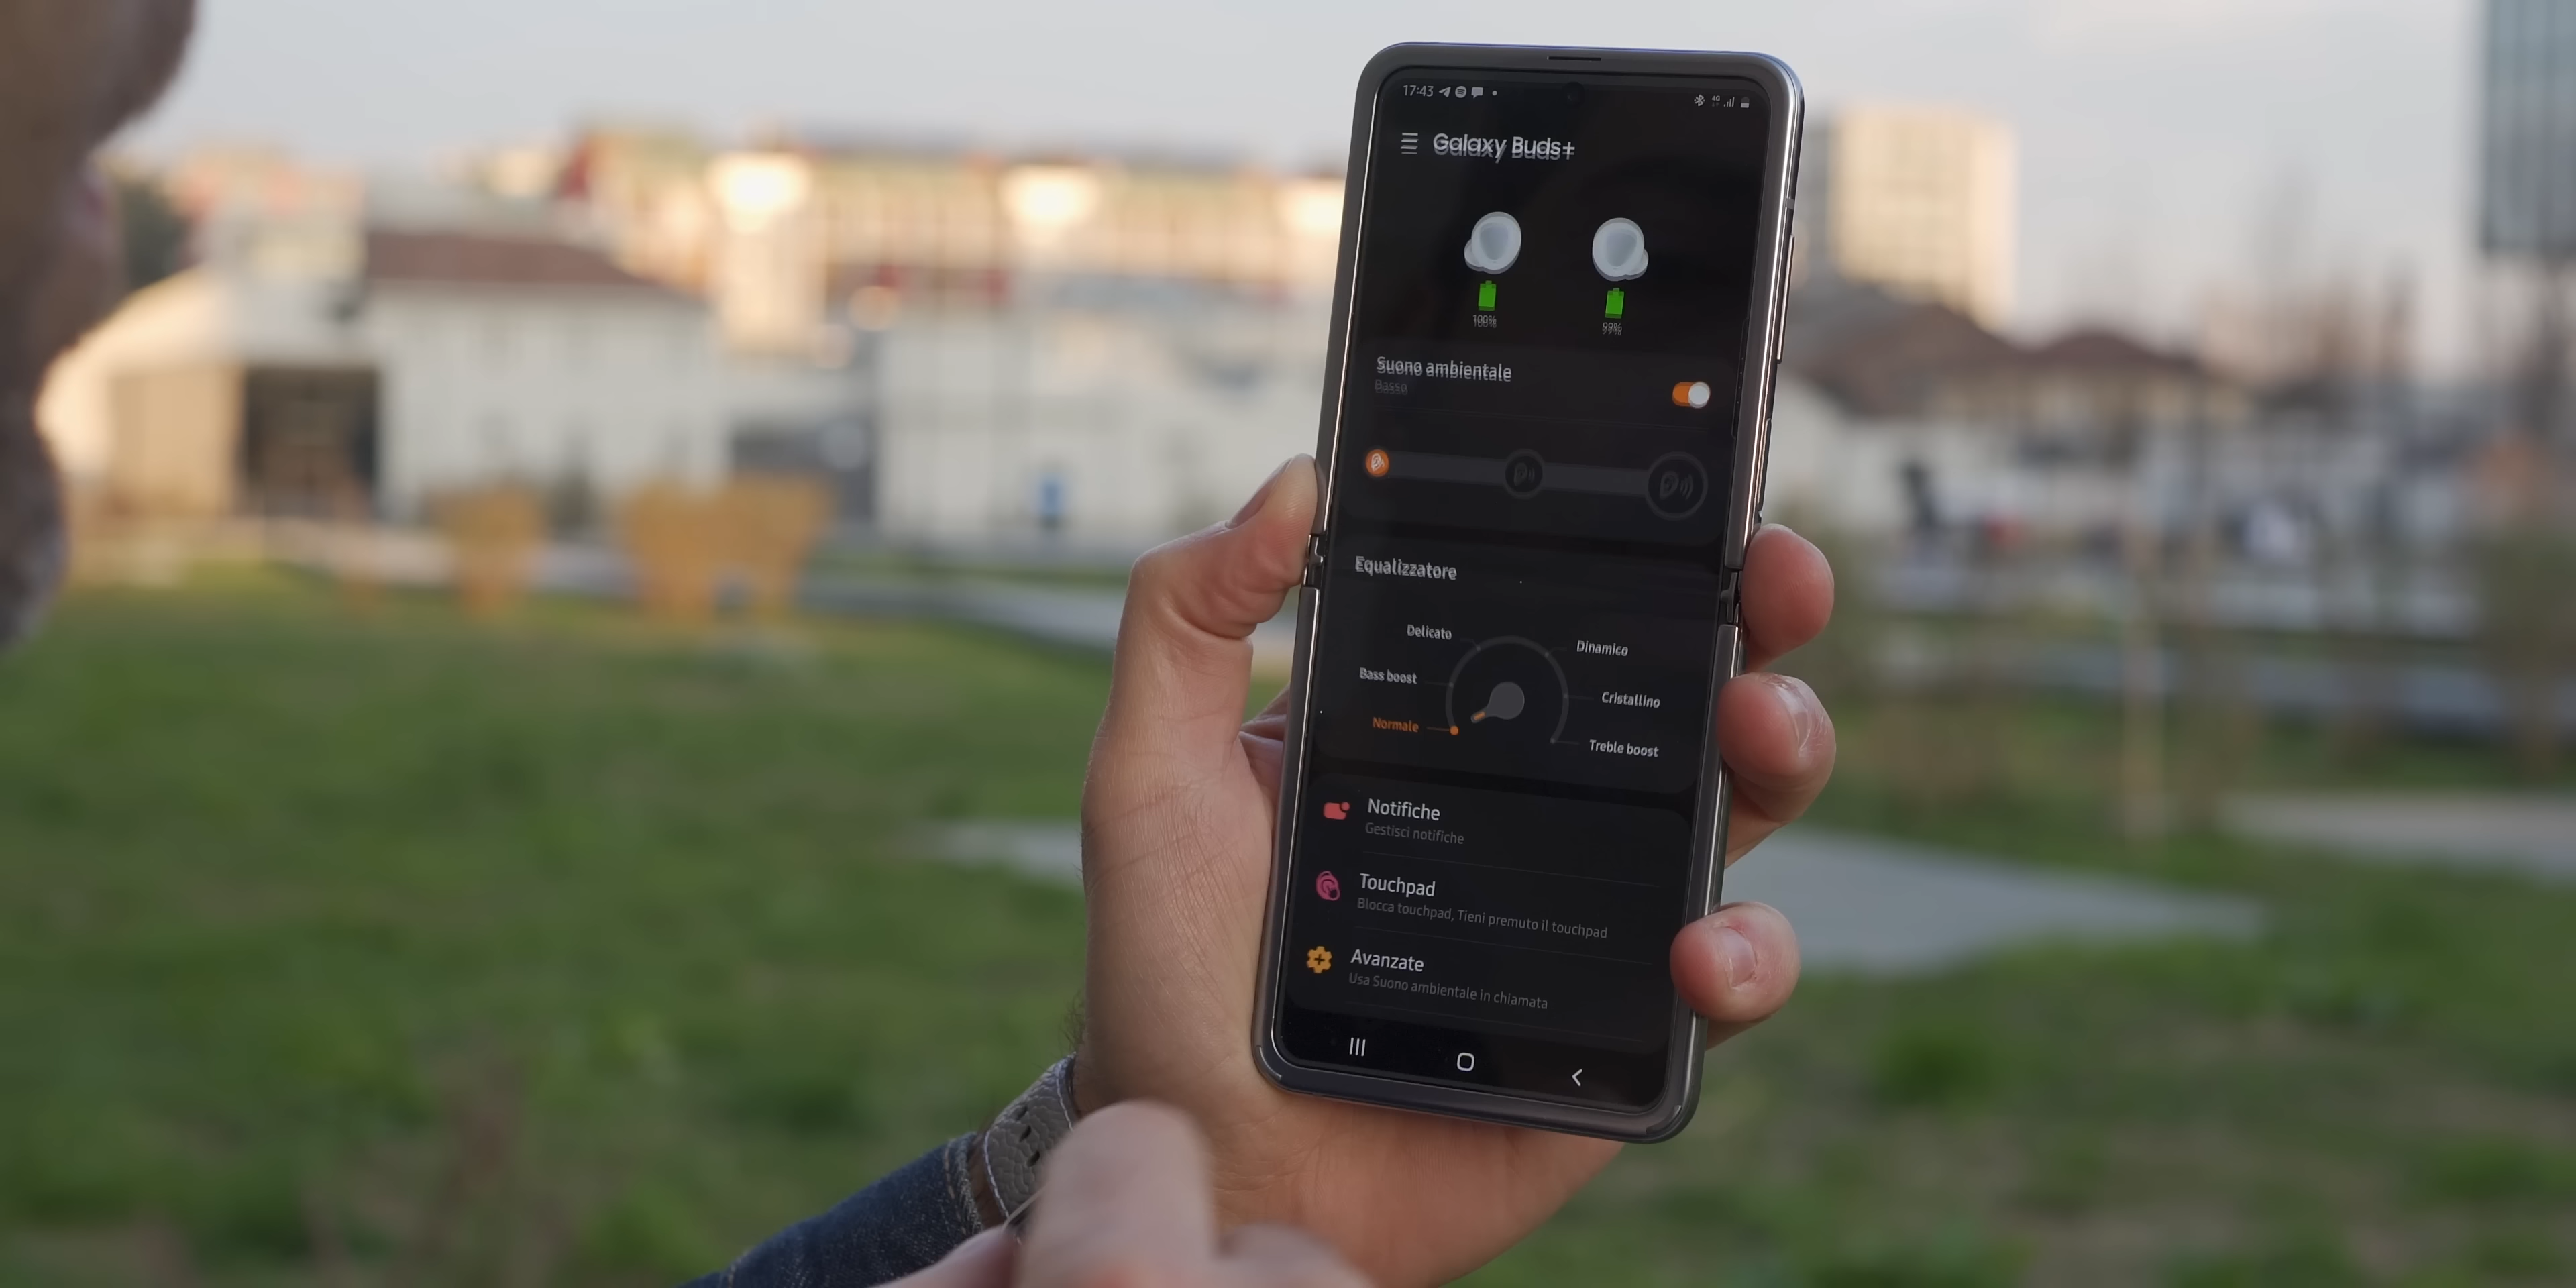 17:43
4G
Galaxy Buds+
100%
99%
Suono ambientale
Basso
Equalizzatore
Delicato
Dinamico
Bass boost
Cristallino
Normale
Treble boost
Notifiche
Gestisci notifiche
Touchpad
Blocca touchpad, Tieni premuto il touchpad
Avanzate
Usa Suono ambientale in chiamata